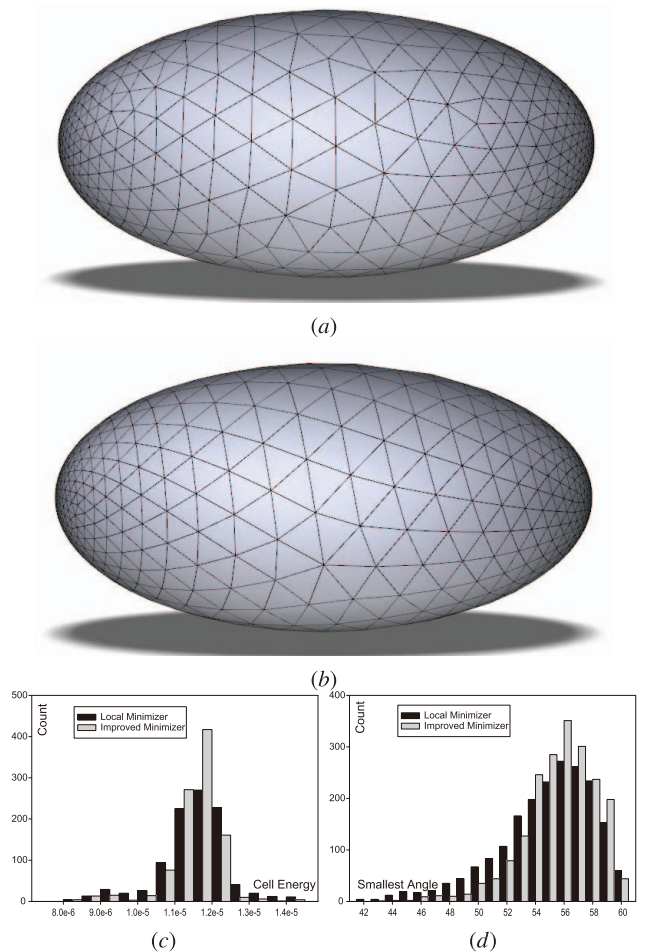 (a)
(b)
500
400
300
200
100
0
Count
Local Minimizer
Improved Minimizer
Cell Energy
8.0e-6 9.0e-6 1.0e-5 1.1e-5 1.2e-5 1.3e-5 1.4e-5
(c)
400
300
200
100
0
Count
Local Minimizer
Improved Minimizer
Smallest Angle
42 44 46 48 50 52 54 56 58 60
(d)